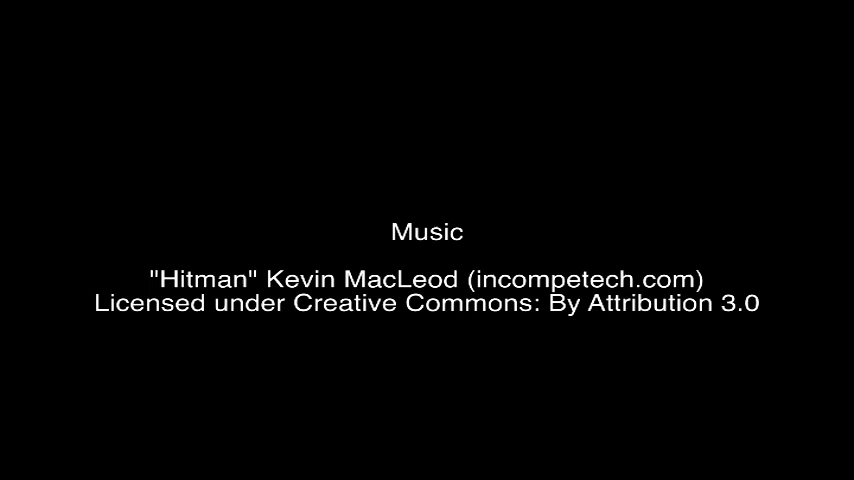 Music
"Hitman" Kevin MacLeod (incompetech.com)
Licensed under Creative Commons: By Attribution 3.0